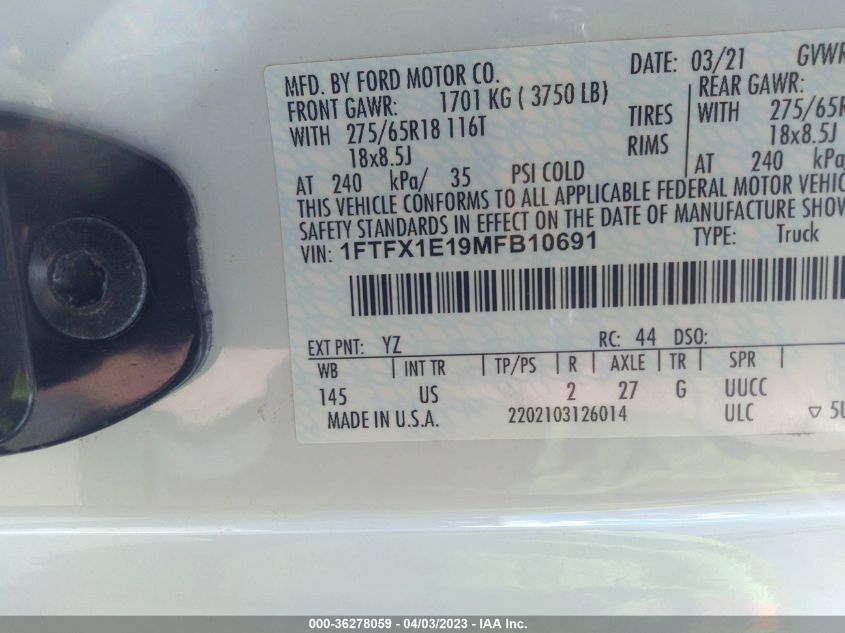 MFD. BY FORD MOTOR CO.
DATE: 03/21
GVWR
FRONT GAWR: 1701 KG ( 3750 LB)
REAR GAWR:
WITH 275/65R18 116T
TIRES
WITH 275/65R
18x8.5J
RIMS
18x8.5J
AT 240 kPa/ 35 PSI COLD
AT 240 kPa
THIS VEHICLE CONFORMS TO ALL APPLICABLE FEDERAL MOTOR VEHIC
SAFETY STANDARDS IN EFFECT ON THE DATE OF MANUFACTURE SHOW
VIN: 1FTFX1E19MFB10691
TYPE: Truck
EXT PNT: YZ
RC: 44 DSO:
WB | INT TR | TP/PS | R | AXLE | TR | SPR
145 US 2 27 G UUCC
MADE IN U.S.A.
2202103126014
ULC
▽ 5U
000-36278059 - 04/03/2023 - IAA Inc.